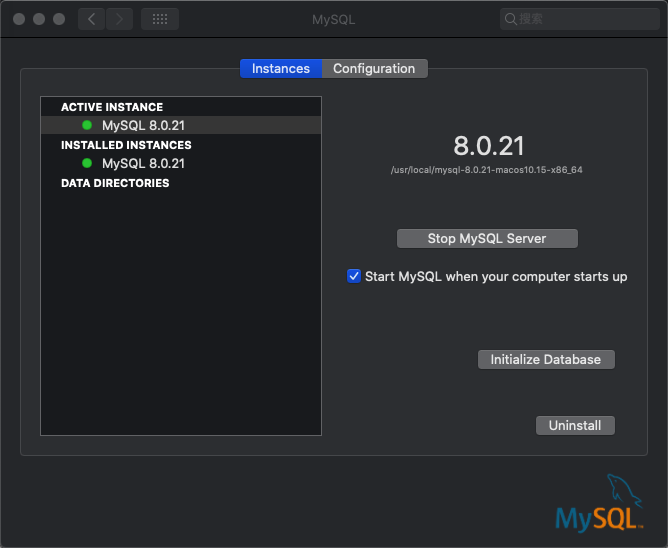 MySQL
搜索
Instances
Configuration
ACTIVE INSTANCE
MySQL 8.0.21
INSTALLED INSTANCES
MySQL 8.0.21
DATA DIRECTORIES
8.0.21
/usr/local/mysql-8.0.21-macos10.15-x86_64
Stop MySQL Server
Start MySQL when your computer starts up
Initialize Database
Uninstall
MySQL™